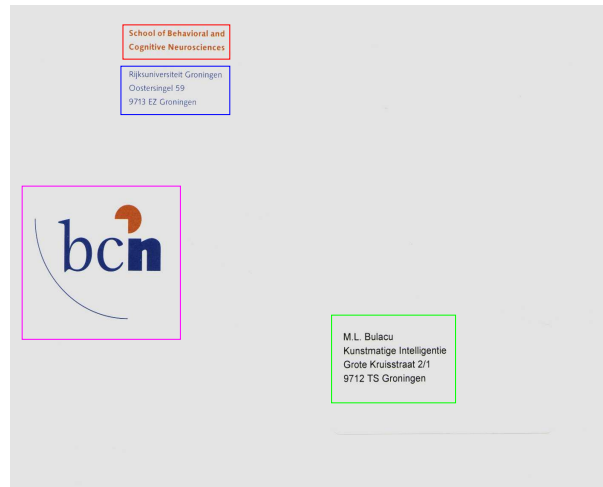 School of Behavioral and
Cognitive Neurosciences
Rijksuniversiteit Groningen
Oostersingel 59
9713 EZ Groningen
bcn
M.L. Bulacu
Kunstmatige Intelligentie
Grote Kruisstraat 2/1
9712 TS Groningen